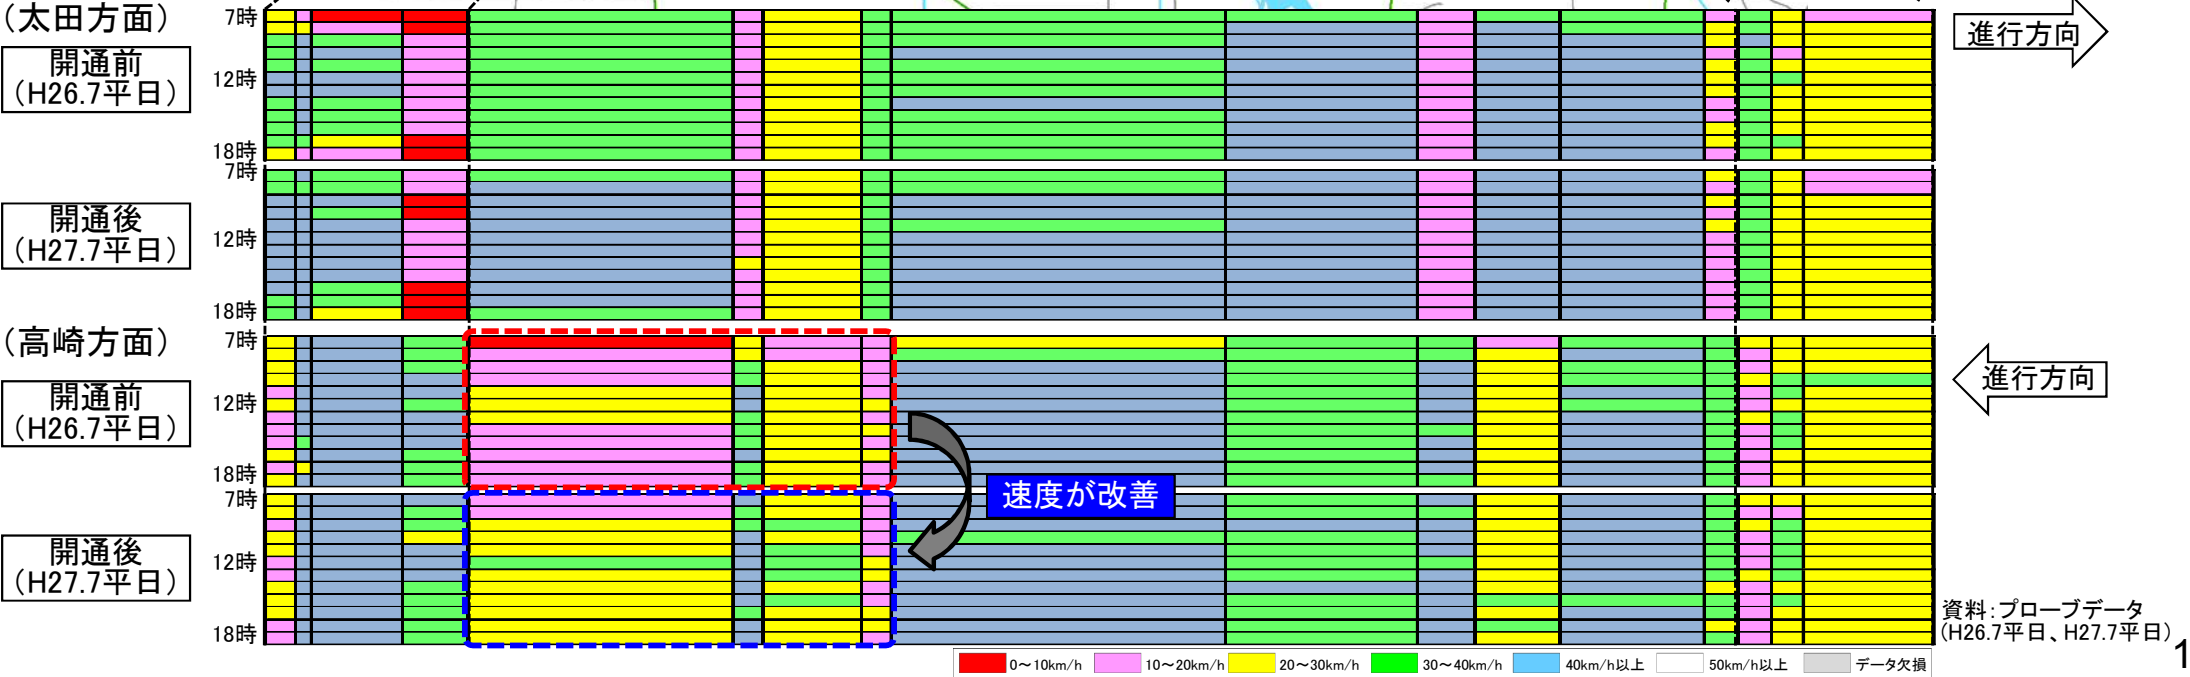 (太田方面)
7時
進行方向
開通前
(H26.7平日)
12時
18時
7時
開通後
(H27.7平日)
12時
18時
(高崎方面)
7時
進行方向
開通前
(H26.7平日)
12時
18時
7時
速度が改善
開通後
(H27.7平日)
12時
18時
資料:プローブデータ
(H26.7平日、H27.7平日)
0~10km/h 10~20km/h 20~30km/h 30~40km/h 40km/h以上 50km/h以上 データ欠損
1